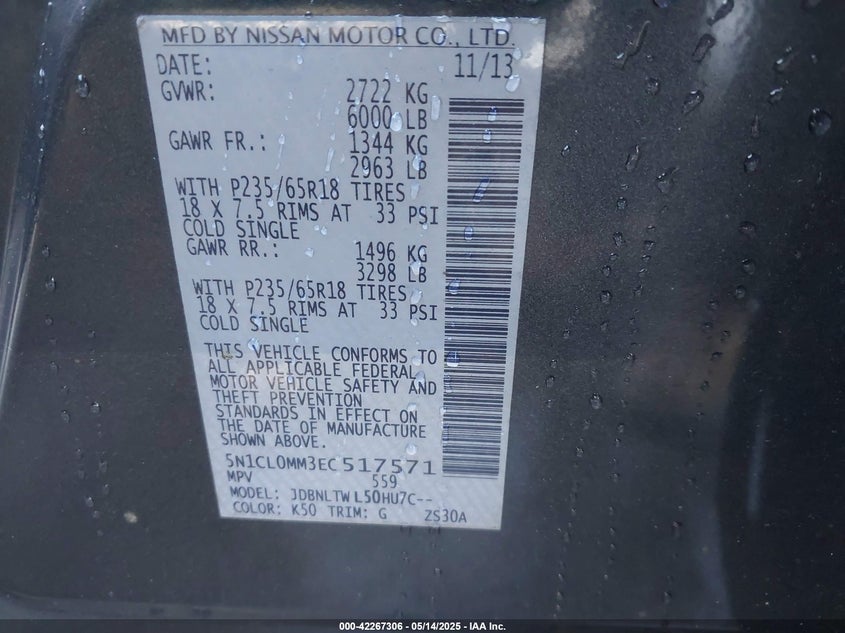 MFD BY NISSAN MOTOR CO., LTD.
DATE: 11/13
GVWR: 2722 KG
6000 LB
GAWR FR.: 1344 KG
2963 LB
WITH P235/65R18 TIRES
18 X 7.5 RIMS AT 33 PSI
COLD SINGLE
GAWR RR.: 1496 KG
3298 LB
WITH P235/65R18 TIRES
18 X 7.5 RIMS AT 33 PSI
COLD SINGLE
THIS VEHICLE CONFORMS TO
ALL APPLICABLE FEDERAL
MOTOR VEHICLE SAFETY AND
THEFT PREVENTION
STANDARDS IN EFFECT ON
THE DATE OF MANUFACTURE
SHOWN ABOVE.
5N1CL0MM3EC517571
MPV 559
MODEL: JDBNLTW L50HU7C--
COLOR: K50 TRIM: G ZS30A
000-42267306 - 05/14/2025 - IAA Inc.